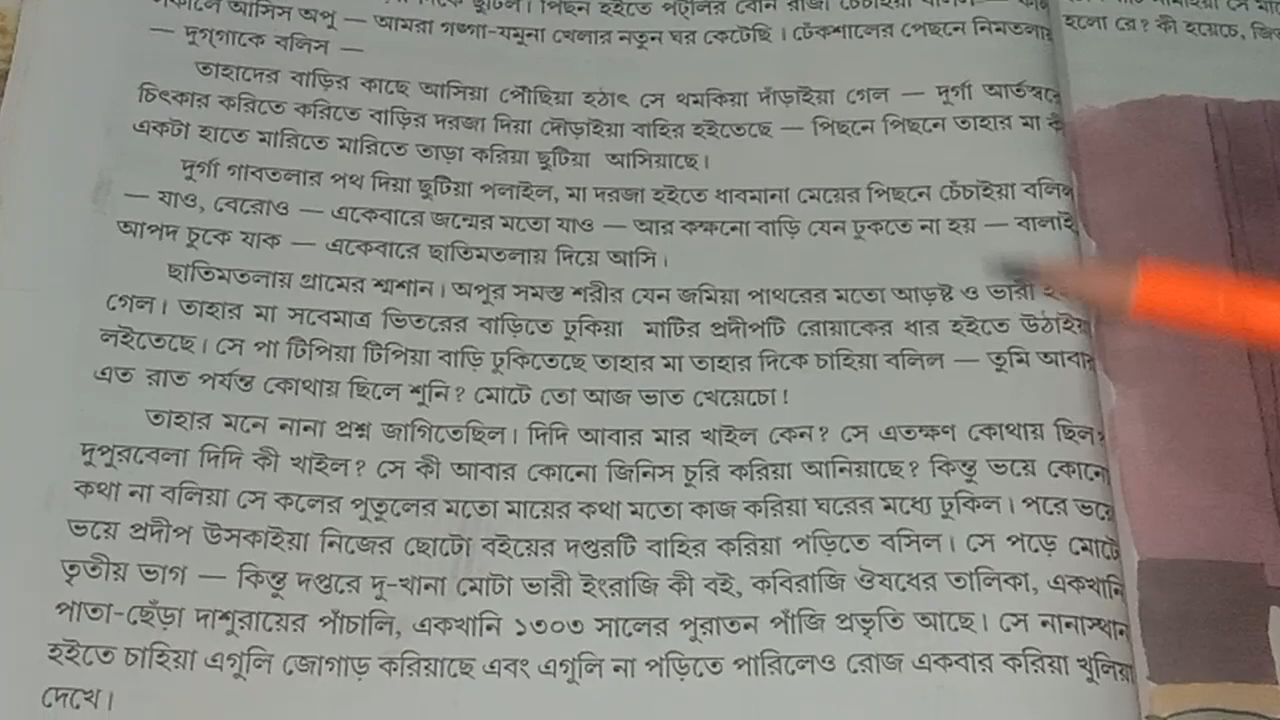 আসিস অপু — আমরা গঙ্গা-যমুনা খেলার নতুন ঘর কেটেছি। ঢেঁকশালের পেছনে নিমতলায়
— দুগ্‌গাকে বলিস —
তাহাদের বাড়ির কাছে আসিয়া পৌঁছিয়া হঠাৎ সে থমকিয়া দাঁড়াইয়া গেল — দুর্গা আর্তস্বরে
চিৎকার করিতে করিতে বাড়ির দরজা দিয়া দৌড়াইয়া বাহির হইতেছে — পিছনে পিছনে তাহার মা
একটা হাতে মারিতে মারিতে তাড়া করিয়া ছুটিয়া আসিয়াছে।
দুর্গা গাবতলার পথ দিয়া ছুটিয়া পলাইল, মা দরজা হইতে ধাবমানা মেয়ের পিছনে চেঁচাইয়া বলিল
— যাও, বেরোও — একেবারে জন্মের মতো যাও — আর কক্ষনো বাড়ি যেন ঢুকতে না হয় — বালাই
আপদ চুকে যাক — একেবারে ছাতিমতলায় দিয়ে আসি।
ছাতিমতলায় গ্রামের শ্মশান। অপুর সমস্ত শরীর যেন জমিয়া পাথরের মতো আড়ষ্ট ও ভারী
গেল। তাহার মা সবেমাত্র ভিতরের বাড়িতে ঢুকিয়া মাটির প্রদীপটি রোয়াকের ধার হইতে উঠাইয়া
লইতেছে। সে পা টিপিয়া টিপিয়া বাড়ি ঢুকিতেছে তাহার মা তাহার দিকে চাহিয়া বলিল — তুমি আবার
এত রাত পর্যন্ত কোথায় ছিলে শুনি? মোটে তো আজ ভাত খেয়েচো!
তাহার মনে নানা প্রশ্ন জাগিতেছিল। দিদি আবার মার খাইল কেন? সে এতক্ষণ কোথায় ছিল?
দুপুরবেলা দিদি কী খাইল? সে কী আবার কোনো জিনিস চুরি করিয়া আনিয়াছে? কিন্তু ভয়ে কোনো
কথা না বলিয়া সে কলের পুতুলের মতো মায়ের কথা মতো কাজ করিয়া ঘরের মধ্যে ঢুকিল। পরে ভয়ে
ভয়ে প্রদীপ উসকাইয়া নিজের ছোটো বইয়ের দপ্তরটি বাহির করিয়া পড়িতে বসিল। সে পড়ে মোটে
তৃতীয় ভাগ — কিন্তু দপ্তরে দু-খানা মোটা ভারী ইংরাজি কী বই, কবিরাজি ঔষধের তালিকা, একখানি
পাতা-ছেঁড়া দাশুরায়ের পাঁচালি, একখানি ১৩০৩ সালের পুরাতন পাঁজি প্রভৃতি আছে। সে নানাস্থান
হইতে চাহিয়া এগুলি জোগাড় করিয়াছে এবং এগুলি না পড়িতে পারিলেও রোজ একবার করিয়া খুলিয়া
দেখে।
হলো রে? কী হয়েচে,